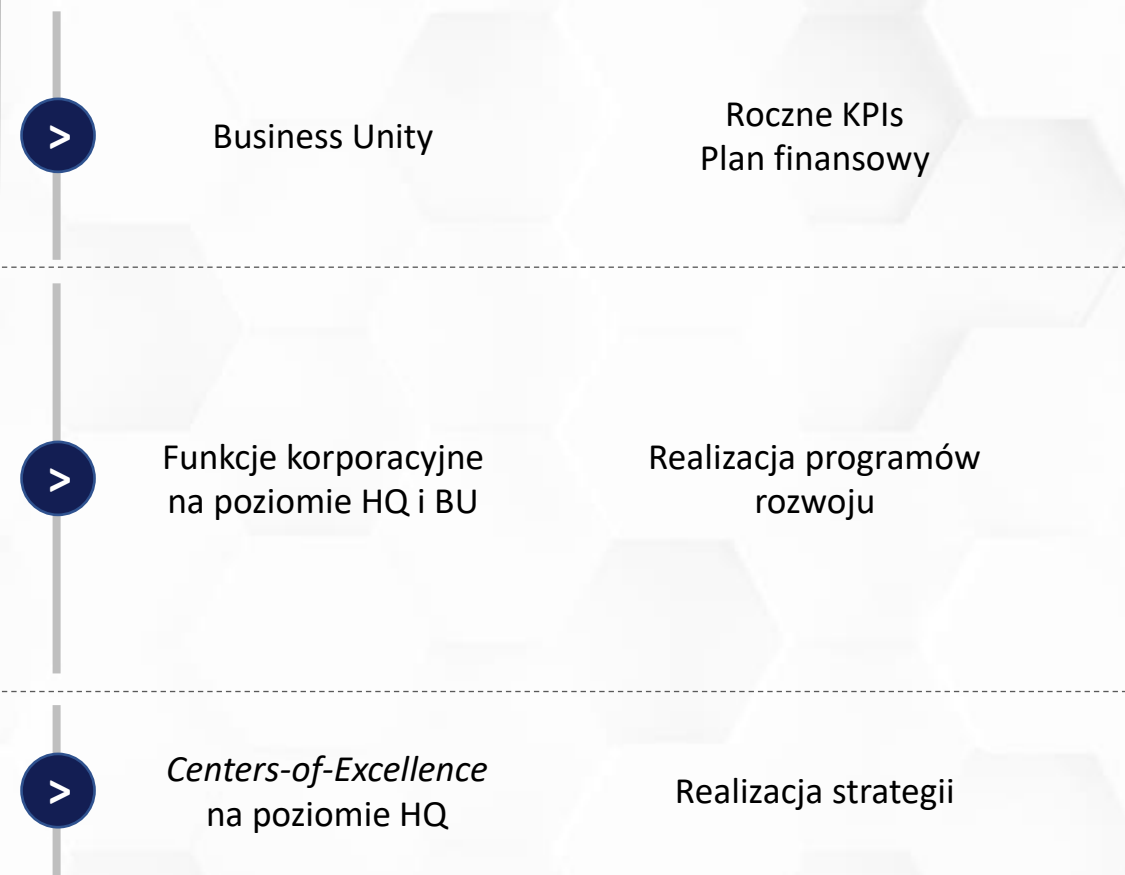 >
Business Unity
Roczne KPIs
Plan finansowy
>
Funkcje korporacyjne
na poziomie HQ i BU
Realizacja programów
rozwoju
>
Centers-of-Excellence
na poziomie HQ
Realizacja strategii